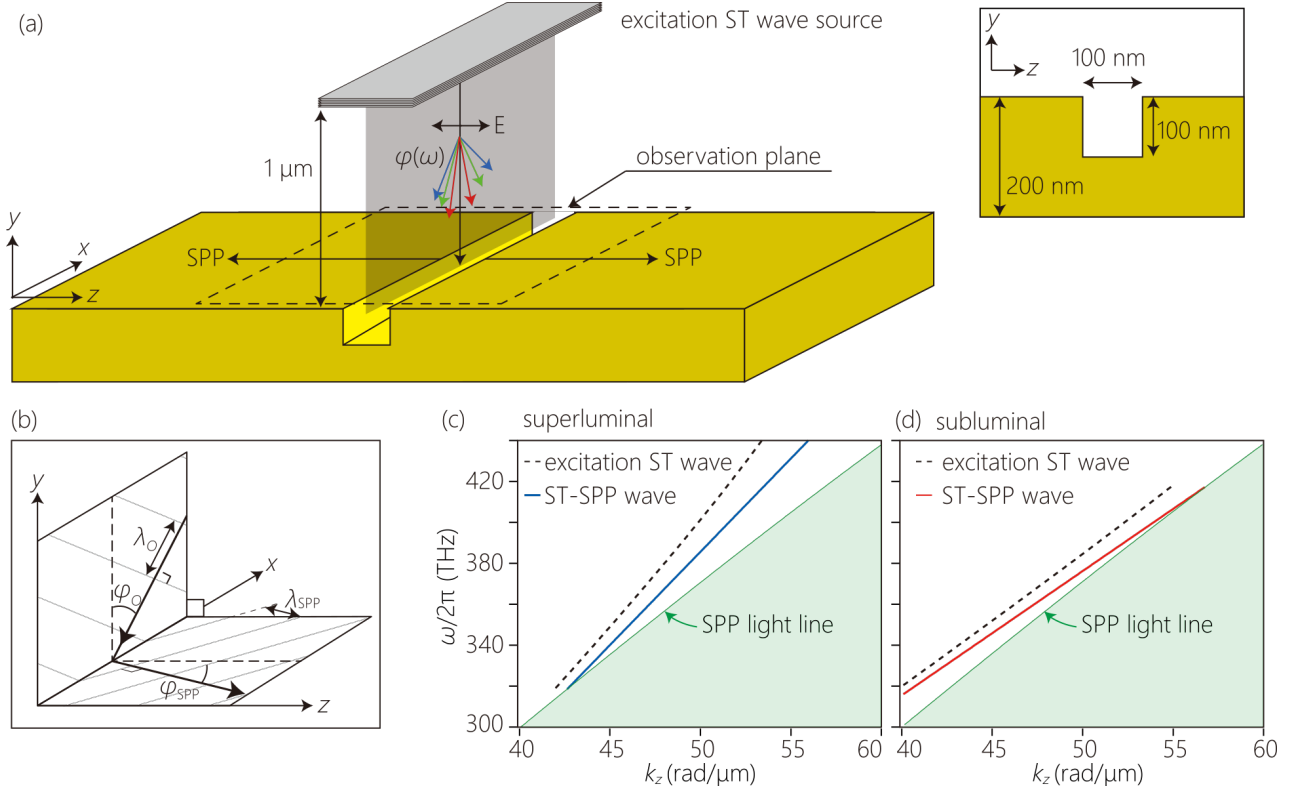 (a)
excitation ST wave source
E
φ(ω)
1 μm
observation plane
SPP
SPP
y
x
z
y
z
100 nm
100 nm
200 nm
(b)
y
λO
φO
x
λSPP
φSPP
z
(c)
superluminal
excitation ST wave
ST-SPP wave
SPP light line
ω/2π (THz)
420
380
340
300
40
45
50
55
60
kz (rad/μm)
(d)
subluminal
excitation ST wave
ST-SPP wave
SPP light line
40
45
50
55
60
kz (rad/μm)